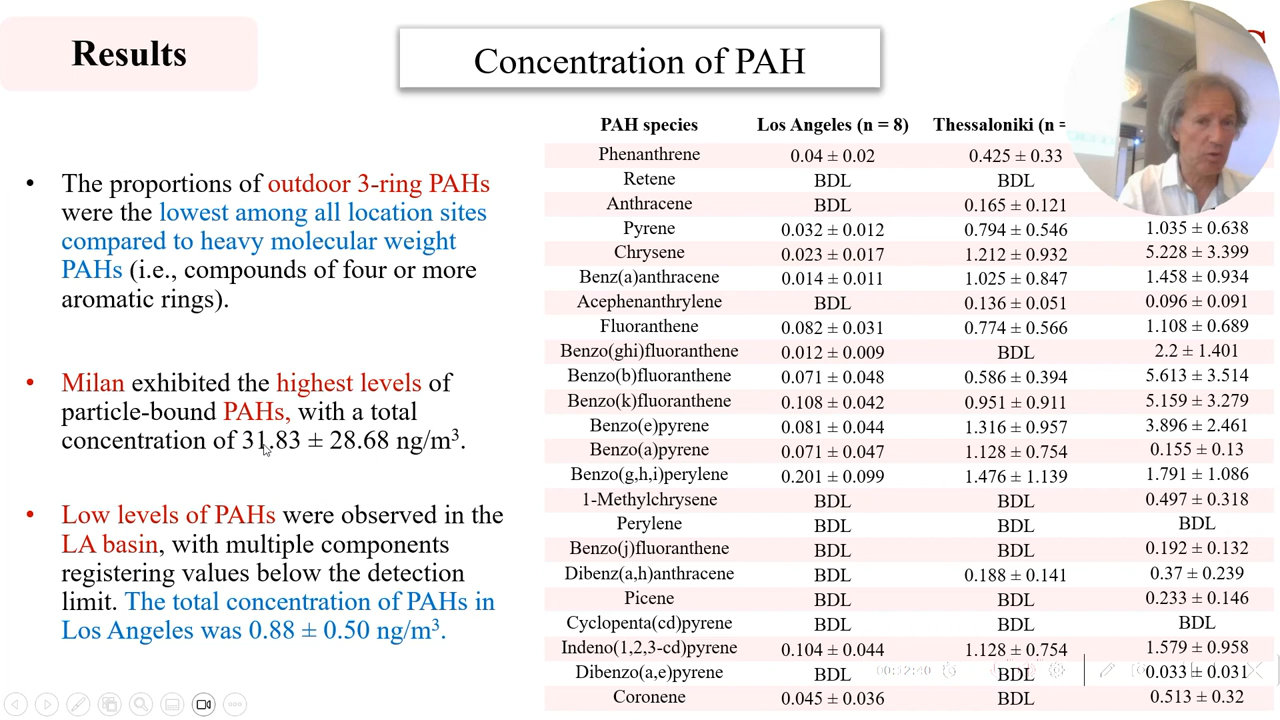 Results
Concentration of PAH
• The proportions of outdoor 3-ring PAHs
were the lowest among all location sites
compared to heavy molecular weight
PAHs (i.e., compounds of four or more
aromatic rings).
• Milan exhibited the highest levels of
particle-bound PAHs, with a total
concentration of 31.83 ± 28.68 ng/m³.
• Low levels of PAHs were observed in the
LA basin, with multiple components
registering values below the detection
limit. The total concentration of PAHs in
Los Angeles was 0.88 ± 0.50 ng/m³.
PAH species Los Angeles (n = 8) Thessaloniki (n =
Phenanthrene 0.04 ± 0.02 0.425 ± 0.33
Retene BDL BDL
Anthracene BDL 0.165 ± 0.121
Pyrene 0.032 ± 0.012 0.794 ± 0.546 1.035 ± 0.638
Chrysene 0.023 ± 0.017 1.212 ± 0.932 5.228 ± 3.399
Benz(a)anthracene 0.014 ± 0.011 1.025 ± 0.847 1.458 ± 0.934
Acephenanthrylene BDL 0.136 ± 0.051 0.096 ± 0.091
Fluoranthene 0.082 ± 0.031 0.774 ± 0.566 1.108 ± 0.689
Benzo(ghi)fluoranthene 0.012 ± 0.009 BDL 2.2 ± 1.401
Benzo(b)fluoranthene 0.071 ± 0.048 0.586 ± 0.394 5.613 ± 3.514
Benzo(k)fluoranthene 0.108 ± 0.042 0.951 ± 0.911 5.159 ± 3.279
Benzo(e)pyrene 0.081 ± 0.044 1.316 ± 0.957 3.896 ± 2.461
Benzo(a)pyrene 0.071 ± 0.047 1.128 ± 0.754 0.155 ± 0.13
Benzo(g,h,i)perylene 0.201 ± 0.099 1.476 ± 1.139 1.791 ± 1.086
1-Methylchrysene BDL BDL 0.497 ± 0.318
Perylene BDL BDL BDL
Benzo(j)fluoranthene BDL BDL 0.192 ± 0.132
Dibenz(a,h)anthracene BDL 0.188 ± 0.141 0.37 ± 0.239
Picene BDL BDL 0.233 ± 0.146
Cyclopenta(cd)pyrene BDL BDL BDL
Indeno(1,2,3-cd)pyrene 0.104 ± 0.044 1.128 ± 0.754 1.579 ± 0.958
Dibenzo(a,e)pyrene BDL BDL 0.033 ± 0.031
00:12:40
Coronene 0.045 ± 0.036 BDL 0.513 ± 0.32